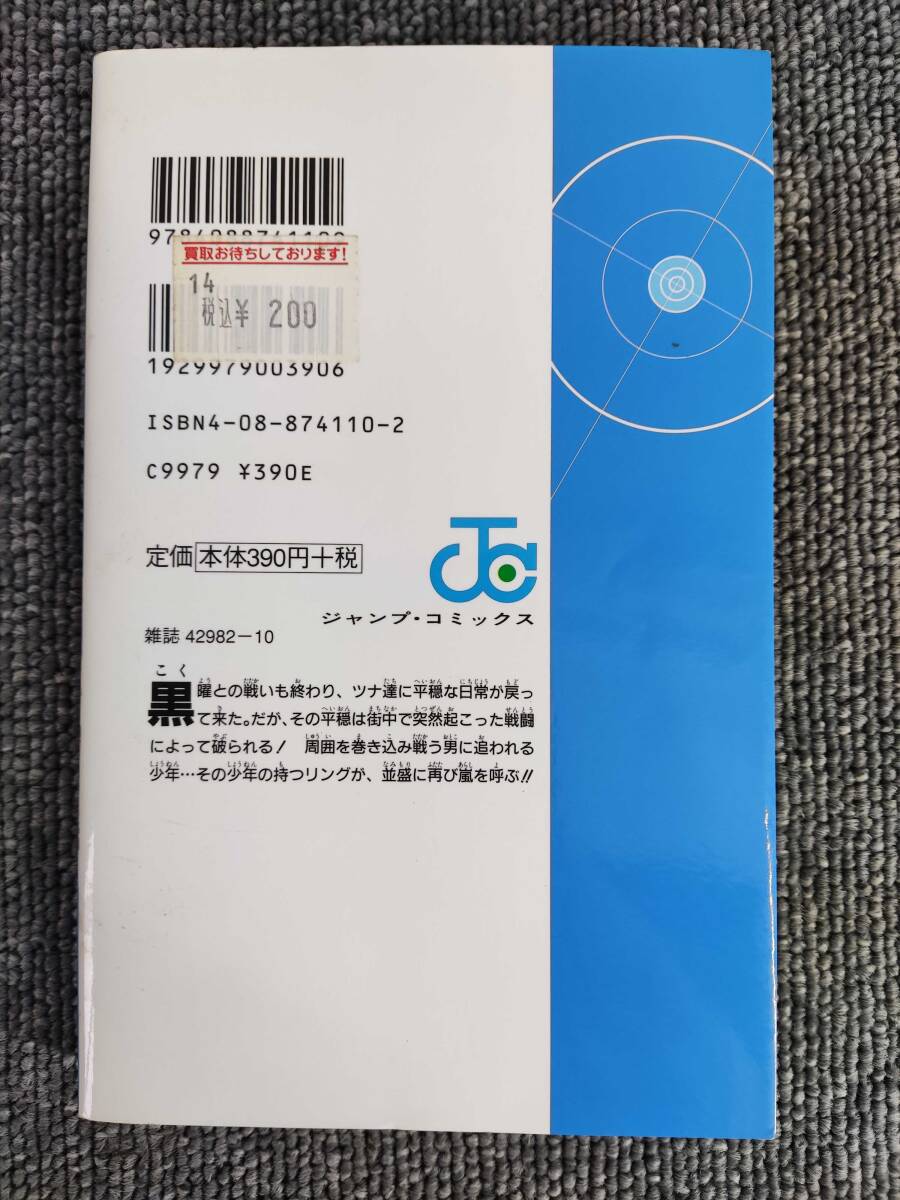 買取お待ちしております!
14
税込¥ 200
1929979003906
ISBN4-08-874110-2
C9979 ¥390E
定価 本体390円+税
JC
ジャンプ・コミックス
雑誌 42982-10
黒曜との戦いも終わり、ツナ達に平穏な日常が戻っ
て来た。だが、その平穏は街中で突然起こった戦闘
によって破られる! 周囲を巻き込み戦う男に追われる
少年…その少年の持つリングが、並盛に再び嵐を呼ぶ!!